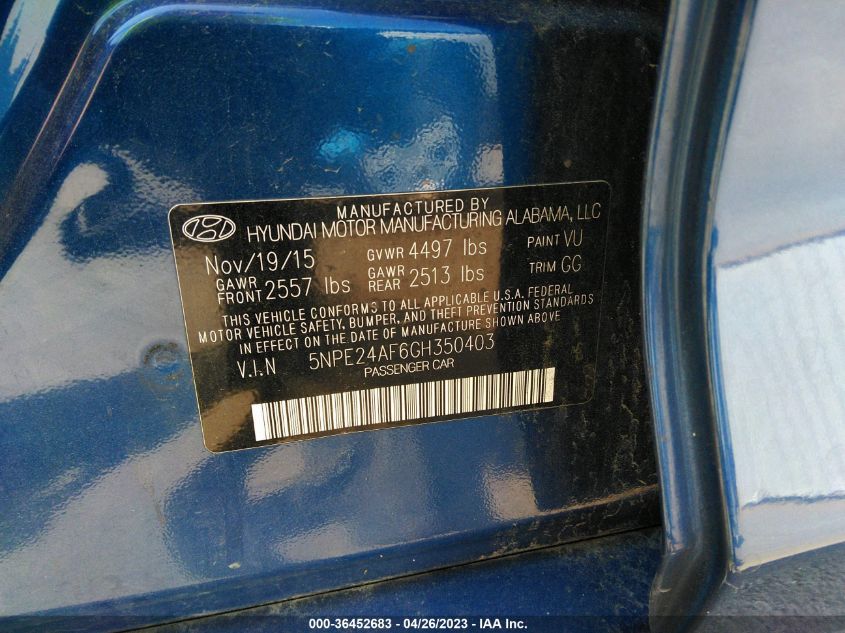 MANUFACTURED BY
HYUNDAI MOTOR MANUFACTURING ALABAMA, LLC
Nov/19/15 GVWR 4497 lbs PAINT VU
GAWR FRONT 2557 lbs GAWR REAR 2513 lbs TRIM GG
THIS VEHICLE CONFORMS TO ALL APPLICABLE U.S.A. FEDERAL
MOTOR VEHICLE SAFETY, BUMPER, AND THEFT PREVENTION STANDARDS
IN EFFECT ON THE DATE OF MANUFACTURE SHOWN ABOVE
V.I.N 5NPE24AF6GH350403
PASSENGER CAR
000-36452683 - 04/26/2023 - IAA Inc.